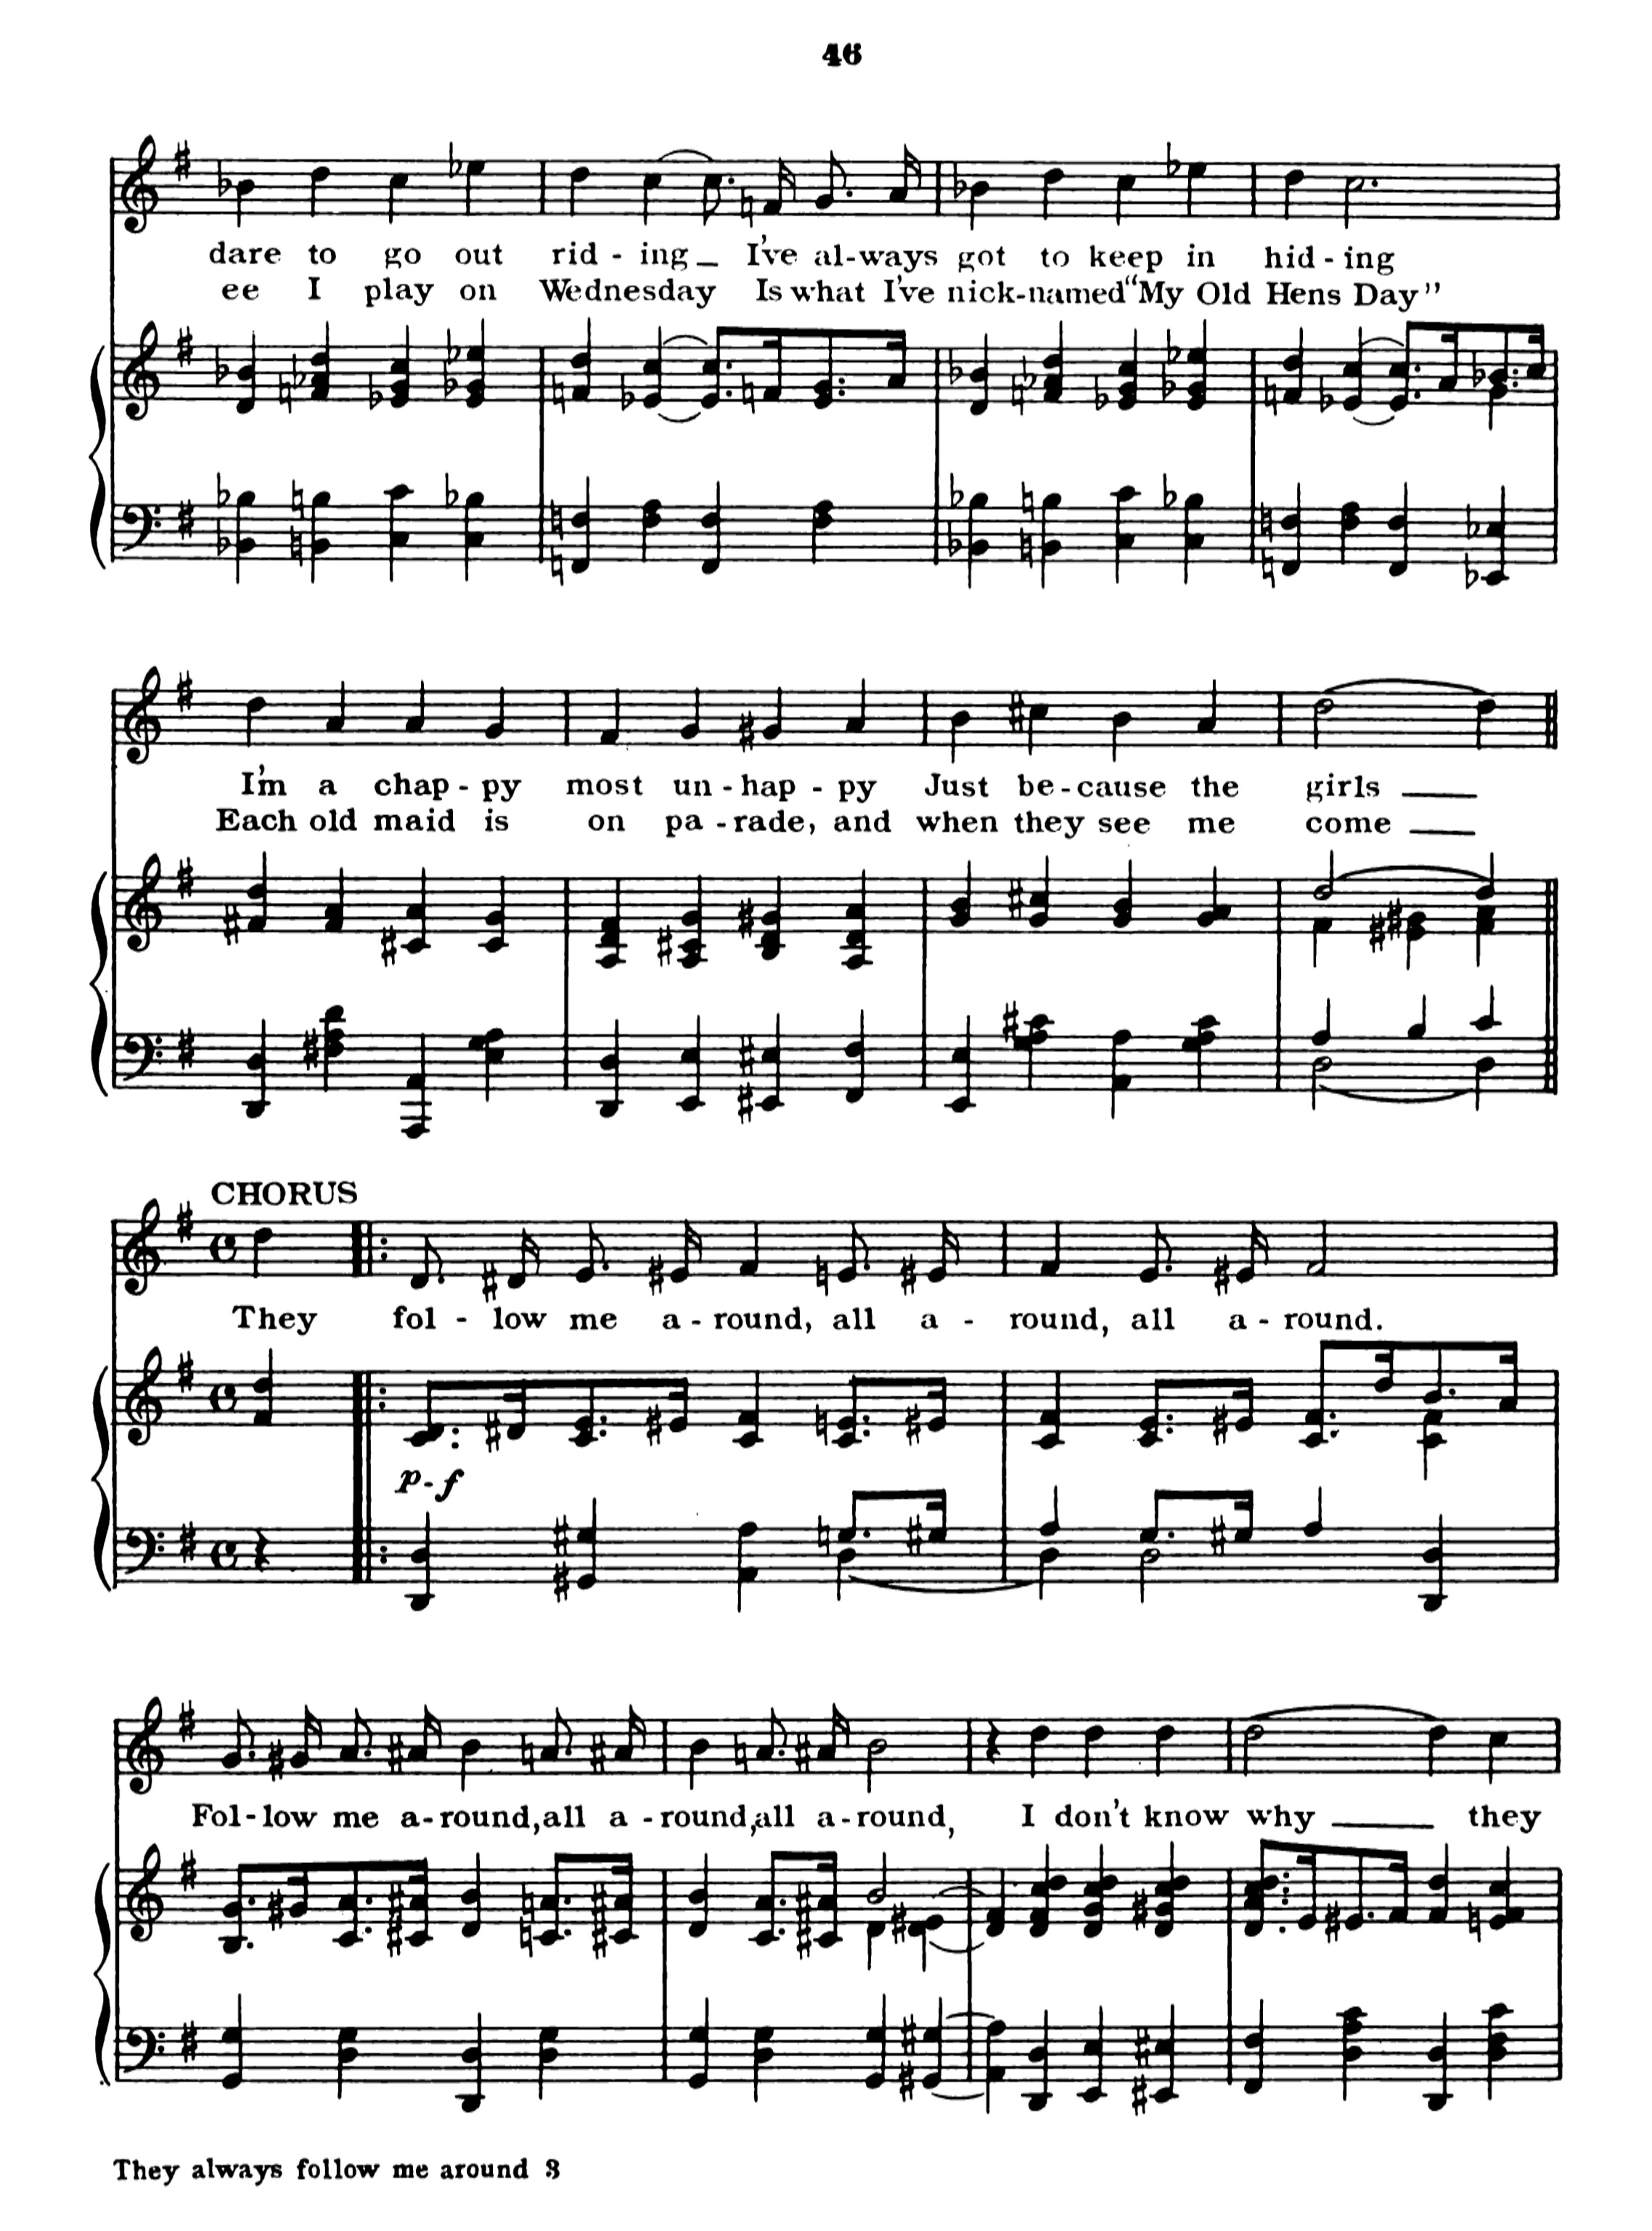 46
dare to go out rid - ing I've al-ways got to keep in hid - ing
ee I play on Wednesday Is what I've nick-named "My Old Hens Day"
I'm a chap - py most un - hap - py Just be - cause the girls
Each old maid is on pa - rade, and when they see me come
CHORUS
They fol - low me a - round, all a - round, all a - round.
p - f
Fol - low me a - round, all a - round, all a - round, I don't know why they
They always follow me around 3